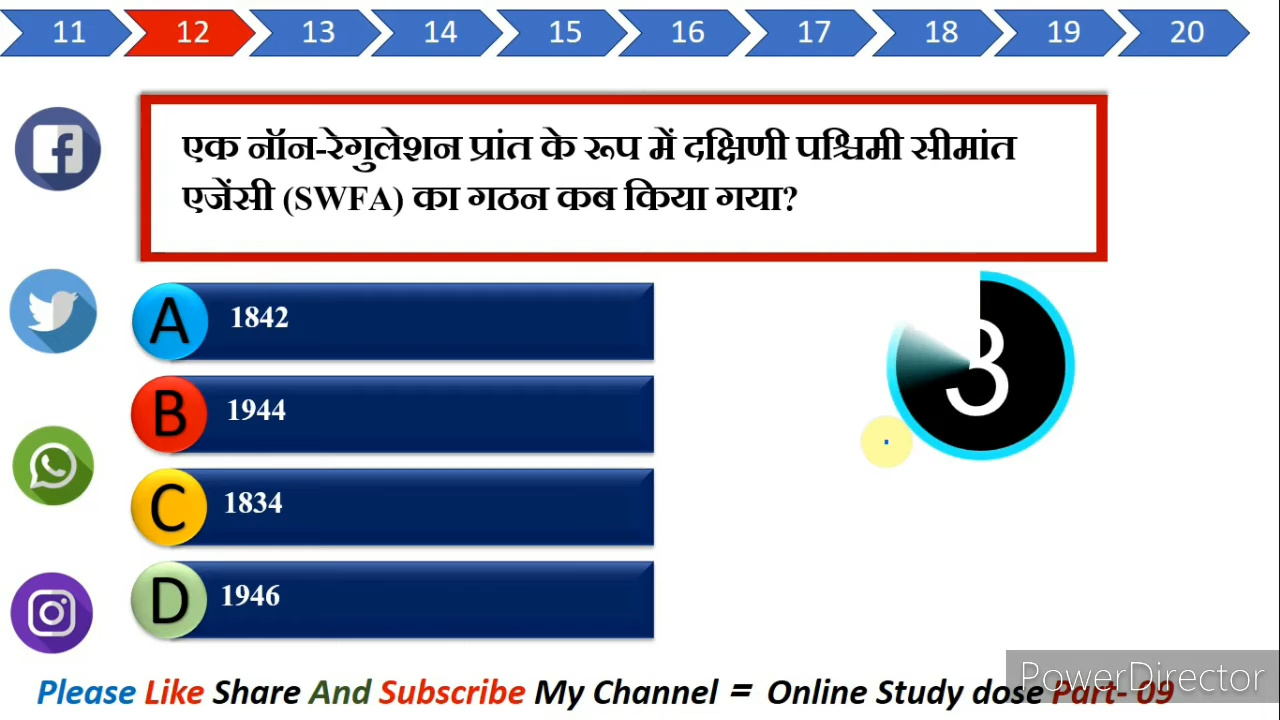 11 12 13 14 15 16 17 18 19 20
एक नॉन-रेगुलेशन प्रांत के रूप में दक्षिणी पश्चिमी सीमांत
एजेंसी (SWFA) का गठन कब किया गया?
A 1842
3
B 1944
C 1834
D 1946
PowerDirector
Please Like Share And Subscribe My Channel = Online Study dose Part- 09